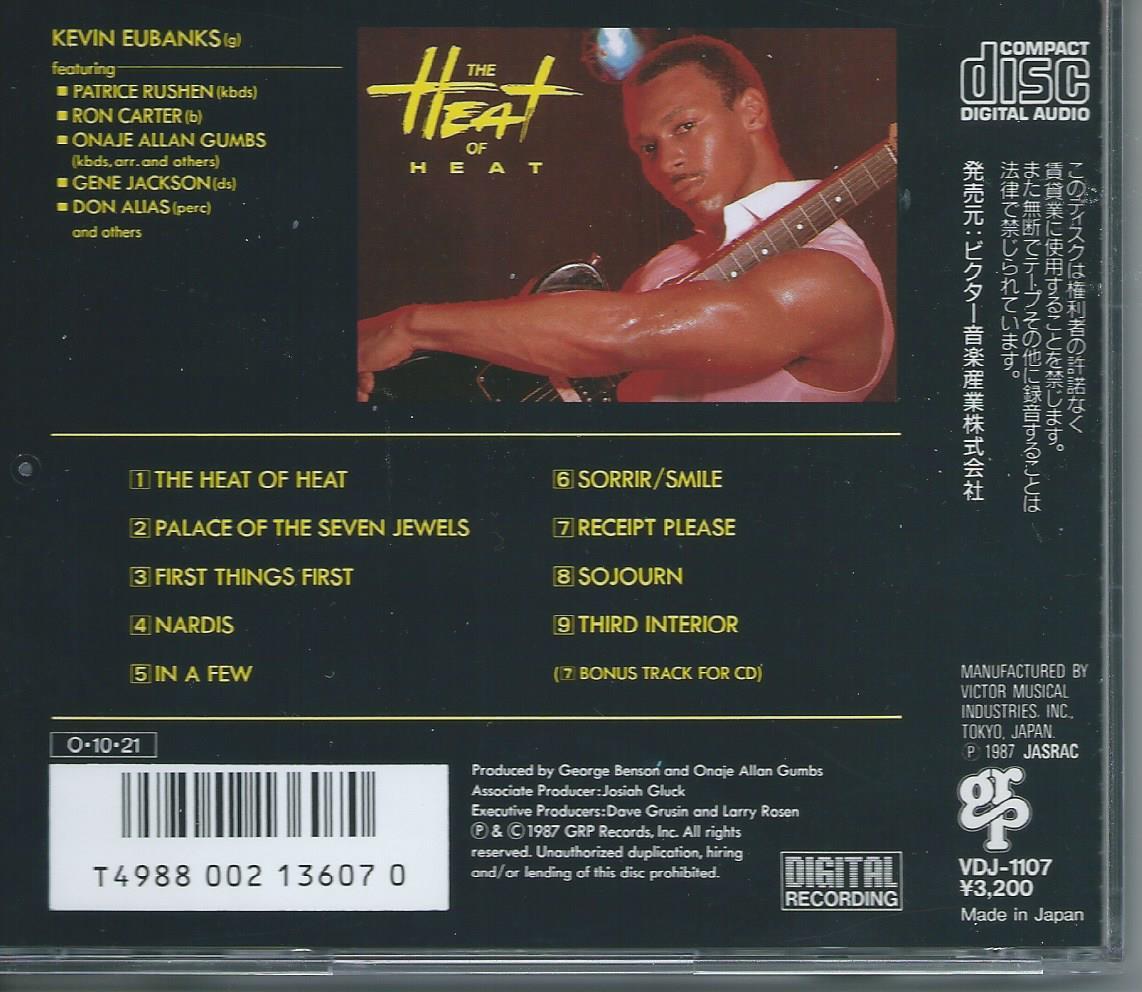 KEVIN EUBANKS (g)
featuring
■ PATRICE RUSHEN (kbds)
■ RON CARTER (b)
■ ONAJE ALLAN GUMBS
(kbds, arr. and others)
■ GENE JACKSON (ds)
■ DON ALIAS (perc)
and others
THE
HEAT
OF
HEAT
COMPACT
disc
DIGITAL AUDIO
このディスクは権利者の許諾なく
賃貸業に使用することを禁じます。
また無断でテープその他に録音することは
法律で禁じられています。
発売元:ビクター音楽産業株式会社
1 THE HEAT OF HEAT
2 PALACE OF THE SEVEN JEWELS
3 FIRST THINGS FIRST
4 NARDIS
5 IN A FEW
6 SORRIR/SMILE
7 RECEIPT PLEASE
8 SOJOURN
9 THIRD INTERIOR
(7 BONUS TRACK FOR CD)
O•10•21
T4988 002 13607 0
Produced by George Benson and Onaje Allan Gumbs
Associate Producer: Josiah Gluck
Executive Producers: Dave Grusin and Larry Rosen
Ⓟ & © 1987 GRP Records, Inc. All rights
reserved. Unauthorized duplication, hiring
and/or lending of this disc prohibited.
DIGITAL
RECORDING
MANUFACTURED BY
VICTOR MUSICAL
INDUSTRIES. INC.,
TOKYO, JAPAN.
Ⓟ 1987 JASRAC
grp
VDJ-1107
¥3,200
Made in Japan